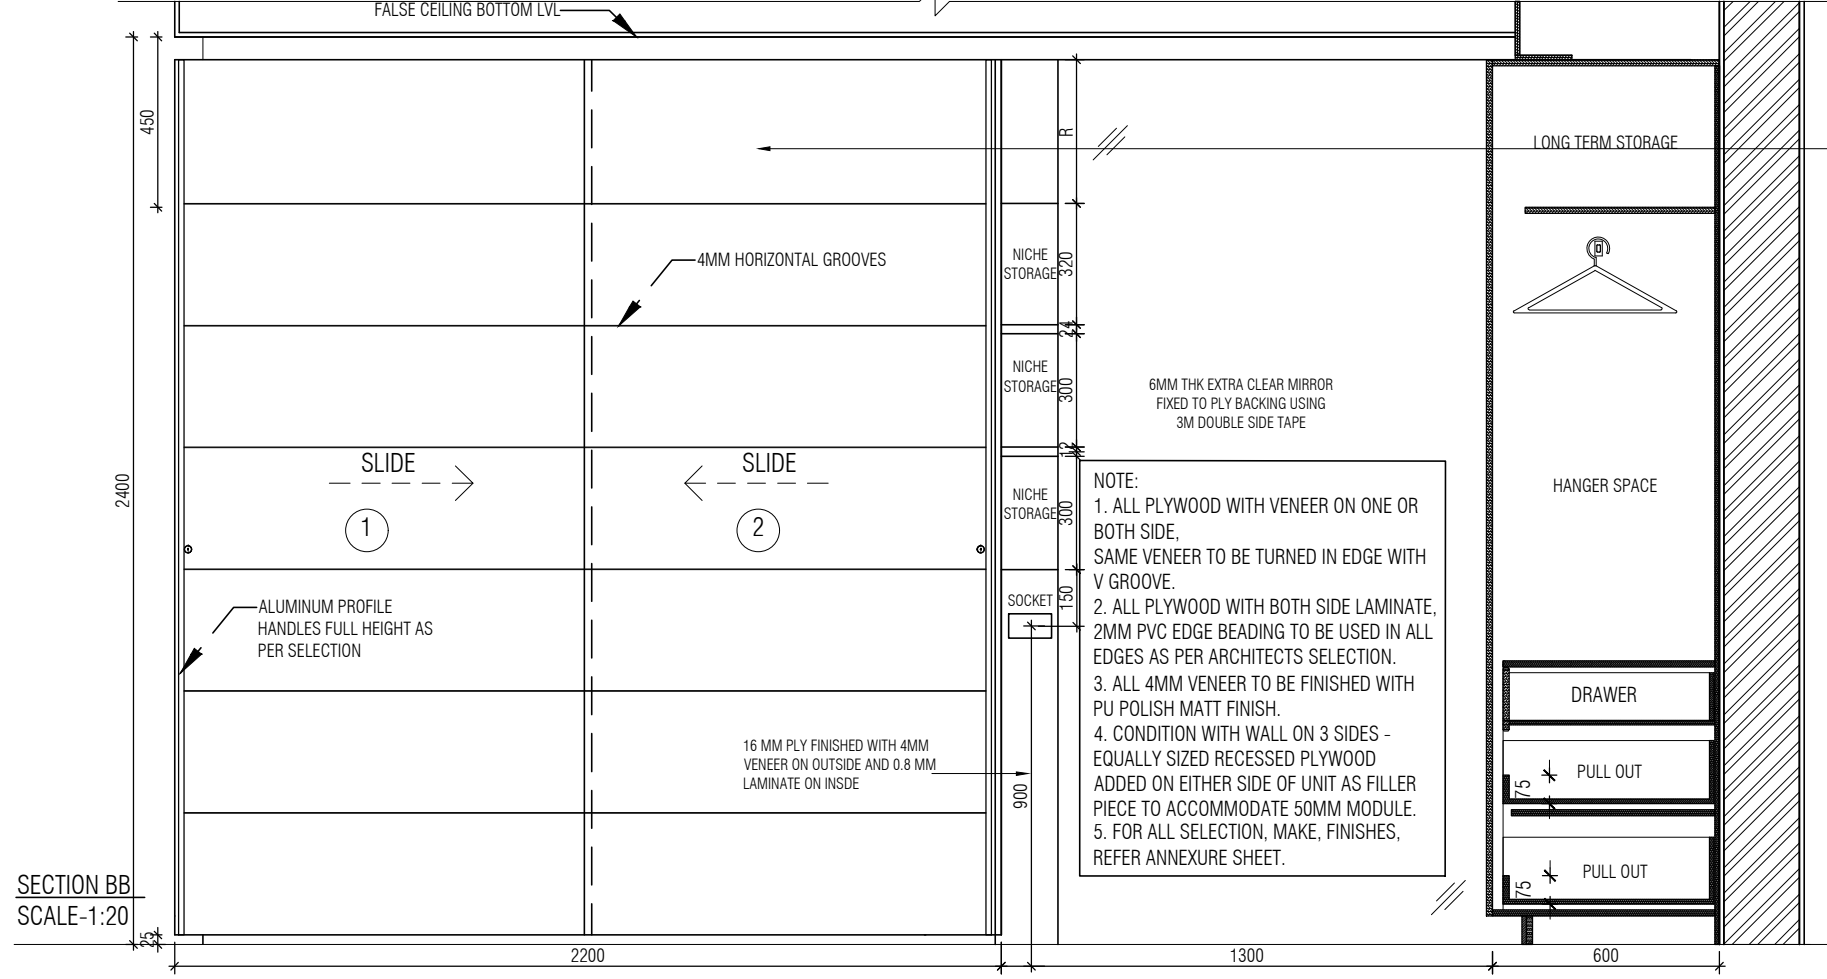 FALSE CEILING BOTTOM LVL
450
R
LONG TERM STORAGE
4MM HORIZONTAL GROOVES
NICHE
STORAGE
320
24
NICHE
STORAGE
300
6MM THK EXTRA CLEAR MIRROR
FIXED TO PLY BACKING USING
3M DOUBLE SIDE TAPE
12
SLIDE
SLIDE
1
2
2400
NICHE
STORAGE
300
HANGER SPACE
NOTE:
1. ALL PLYWOOD WITH VENEER ON ONE OR
BOTH SIDE,
SAME VENEER TO BE TURNED IN EDGE WITH
V GROOVE.
2. ALL PLYWOOD WITH BOTH SIDE LAMINATE,
2MM PVC EDGE BEADING TO BE USED IN ALL
EDGES AS PER ARCHITECTS SELECTION.
3. ALL 4MM VENEER TO BE FINISHED WITH
PU POLISH MATT FINISH.
4. CONDITION WITH WALL ON 3 SIDES -
EQUALLY SIZED RECESSED PLYWOOD
ADDED ON EITHER SIDE OF UNIT AS FILLER
PIECE TO ACCOMMODATE 50MM MODULE.
5. FOR ALL SELECTION, MAKE, FINISHES,
REFER ANNEXURE SHEET.
SOCKET
150
ALUMINUM PROFILE
HANDLES FULL HEIGHT AS
PER SELECTION
DRAWER
16 MM PLY FINISHED WITH 4MM
VENEER ON OUTSIDE AND 0.8 MM
LAMINATE ON INSDE
900
PULL OUT
75
PULL OUT
75
SECTION BB
SCALE-1:20
25
2200
1300
600